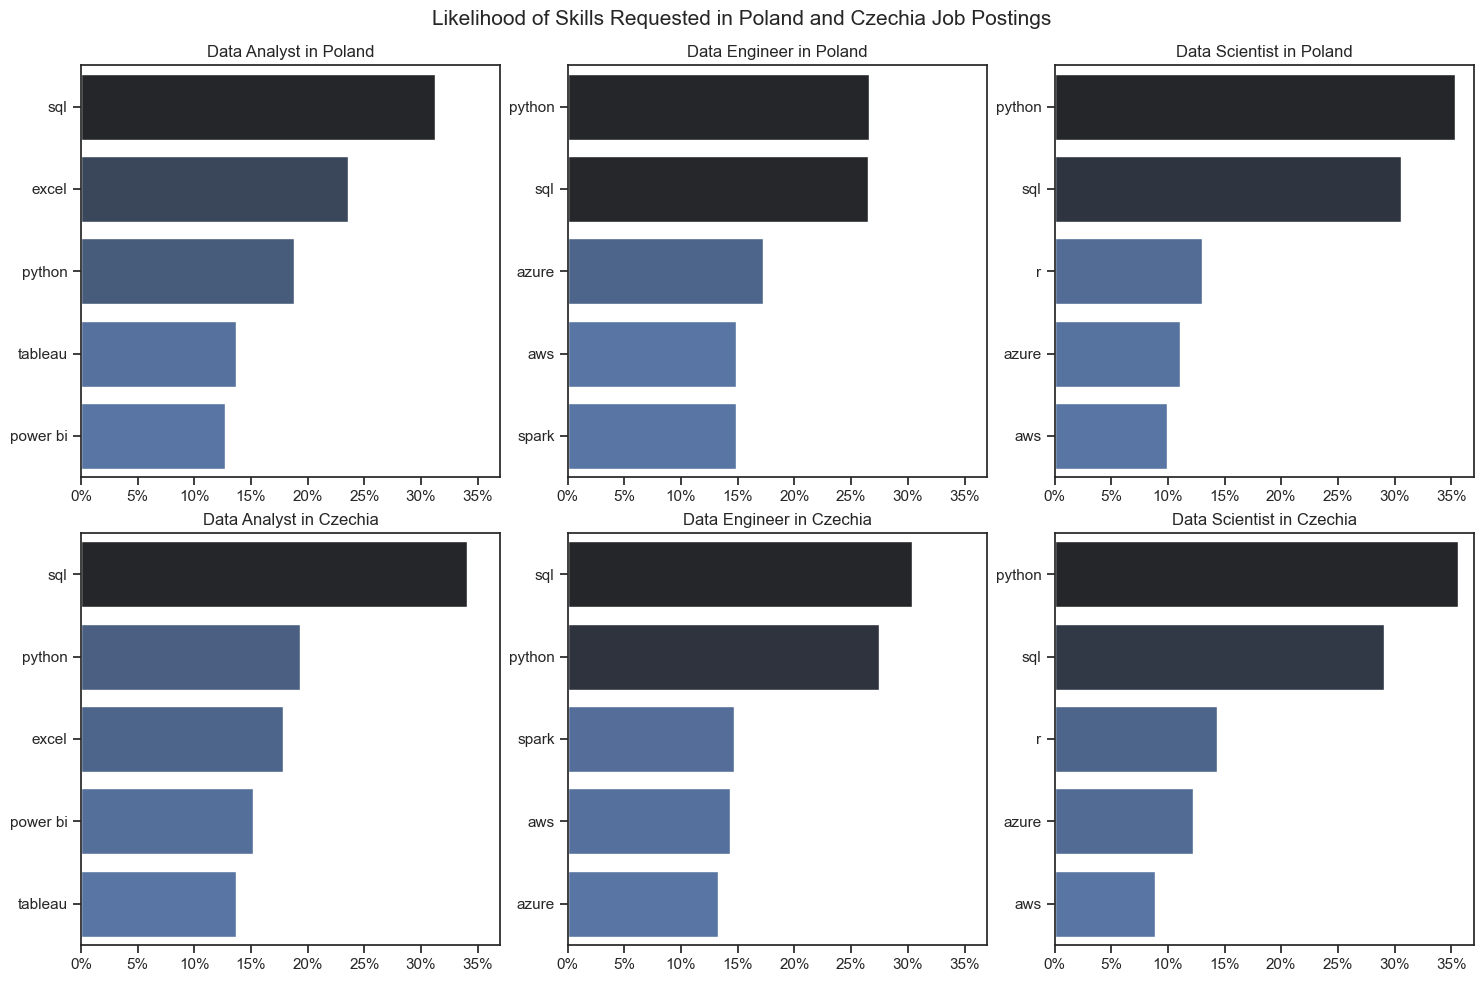 Likelihood of Skills Requested in Poland and Czechia Job Postings
Data Analyst in Poland
sql
excel
python
tableau
power bi
0% 5% 10% 15% 20% 25% 30% 35%
Data Engineer in Poland
python
sql
azure
aws
spark
0% 5% 10% 15% 20% 25% 30% 35%
Data Scientist in Poland
python
sql
r
azure
aws
0% 5% 10% 15% 20% 25% 30% 35%
Data Analyst in Czechia
sql
python
excel
power bi
tableau
0% 5% 10% 15% 20% 25% 30% 35%
Data Engineer in Czechia
sql
python
spark
aws
azure
0% 5% 10% 15% 20% 25% 30% 35%
Data Scientist in Czechia
python
sql
r
azure
aws
0% 5% 10% 15% 20% 25% 30% 35%